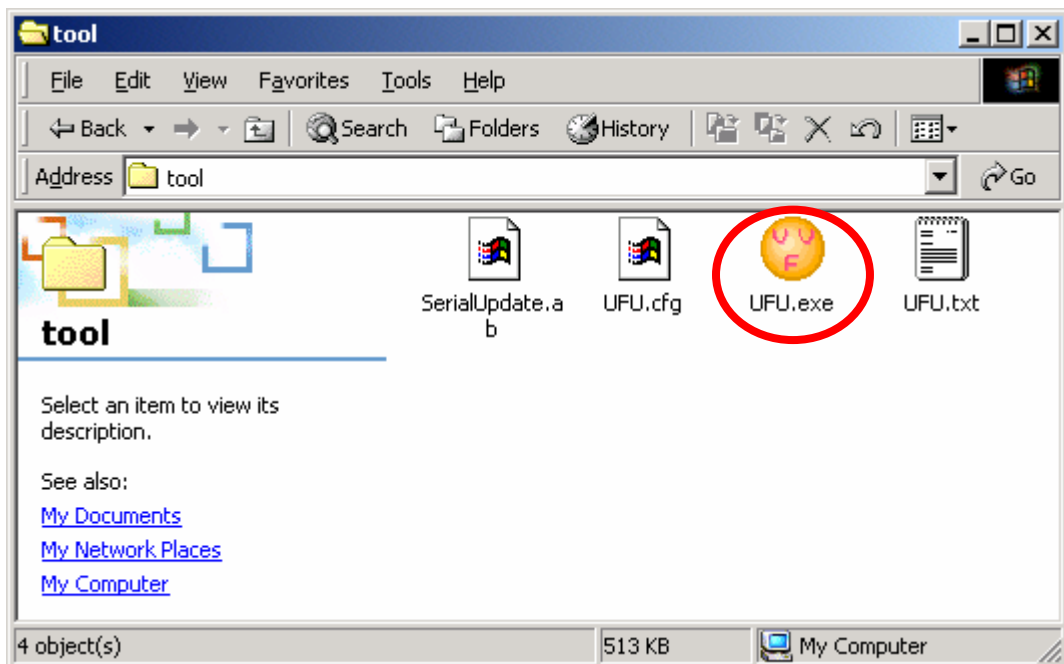 tool
File Edit View Favorites Tools Help
Back Search Folders History
Address tool Go
SerialUpdate.a
b
UFU.cfg
U U
F
UFU.exe
UFU.txt
tool
Select an item to view its
description.
See also:
My Documents
My Network Places
My Computer
4 object(s) 513 KB My Computer